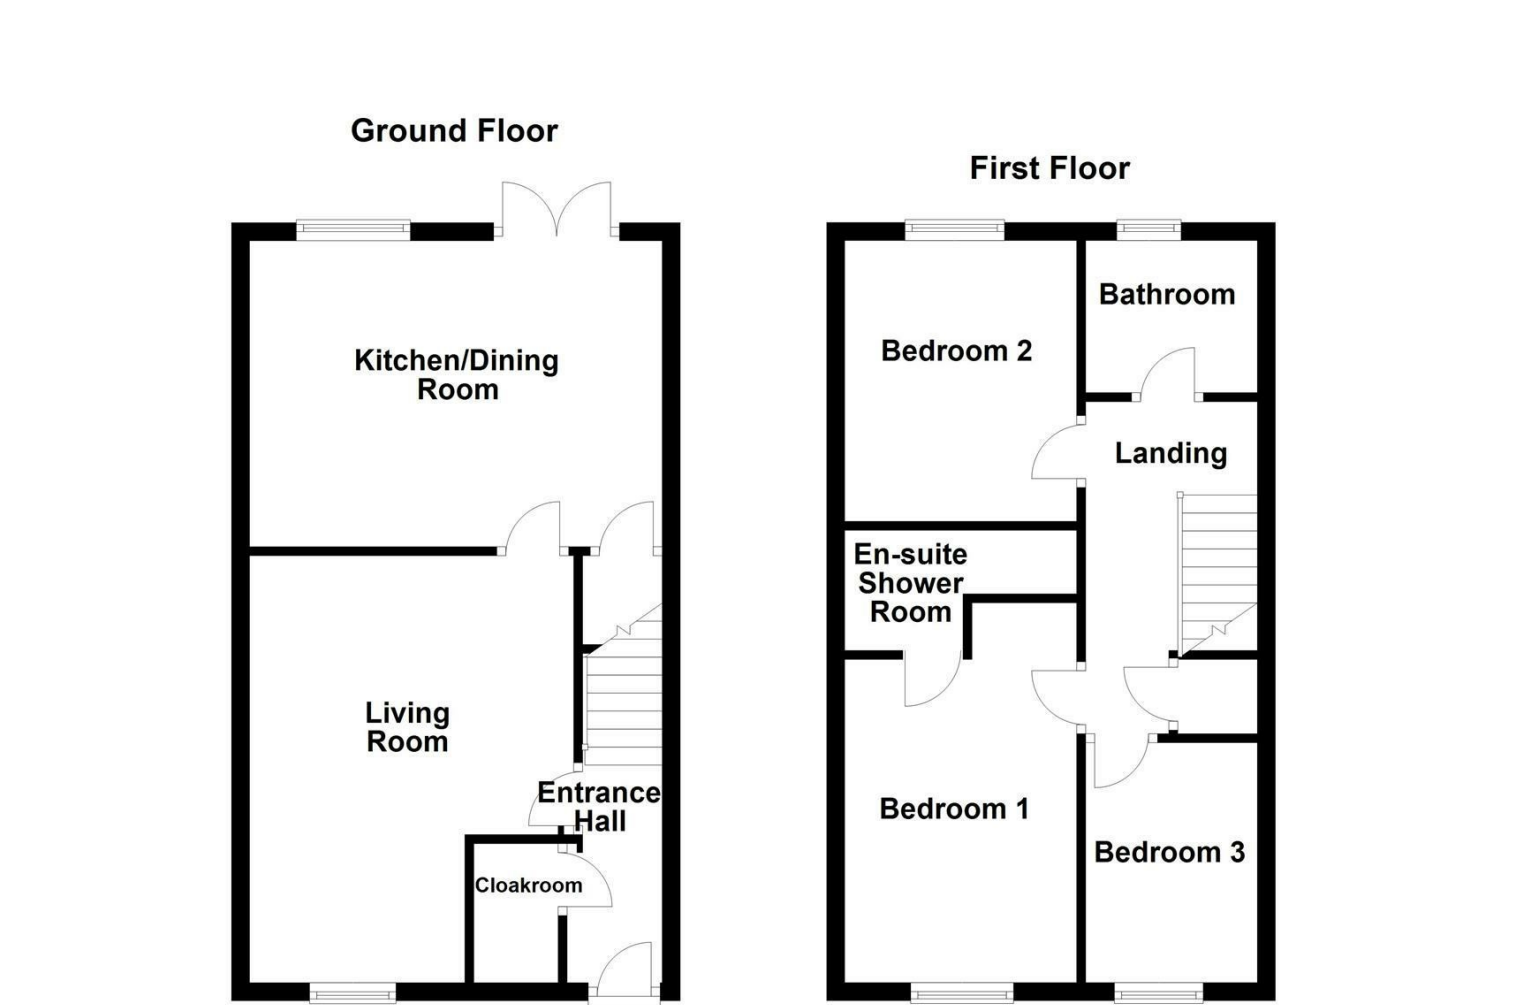 Ground Floor
First Floor
Kitchen/Dining
Room
Living
Room
Entrance
Hall
Cloakroom
Bedroom 2
Bathroom
Landing
En-suite
Shower
Room
Bedroom 1
Bedroom 3